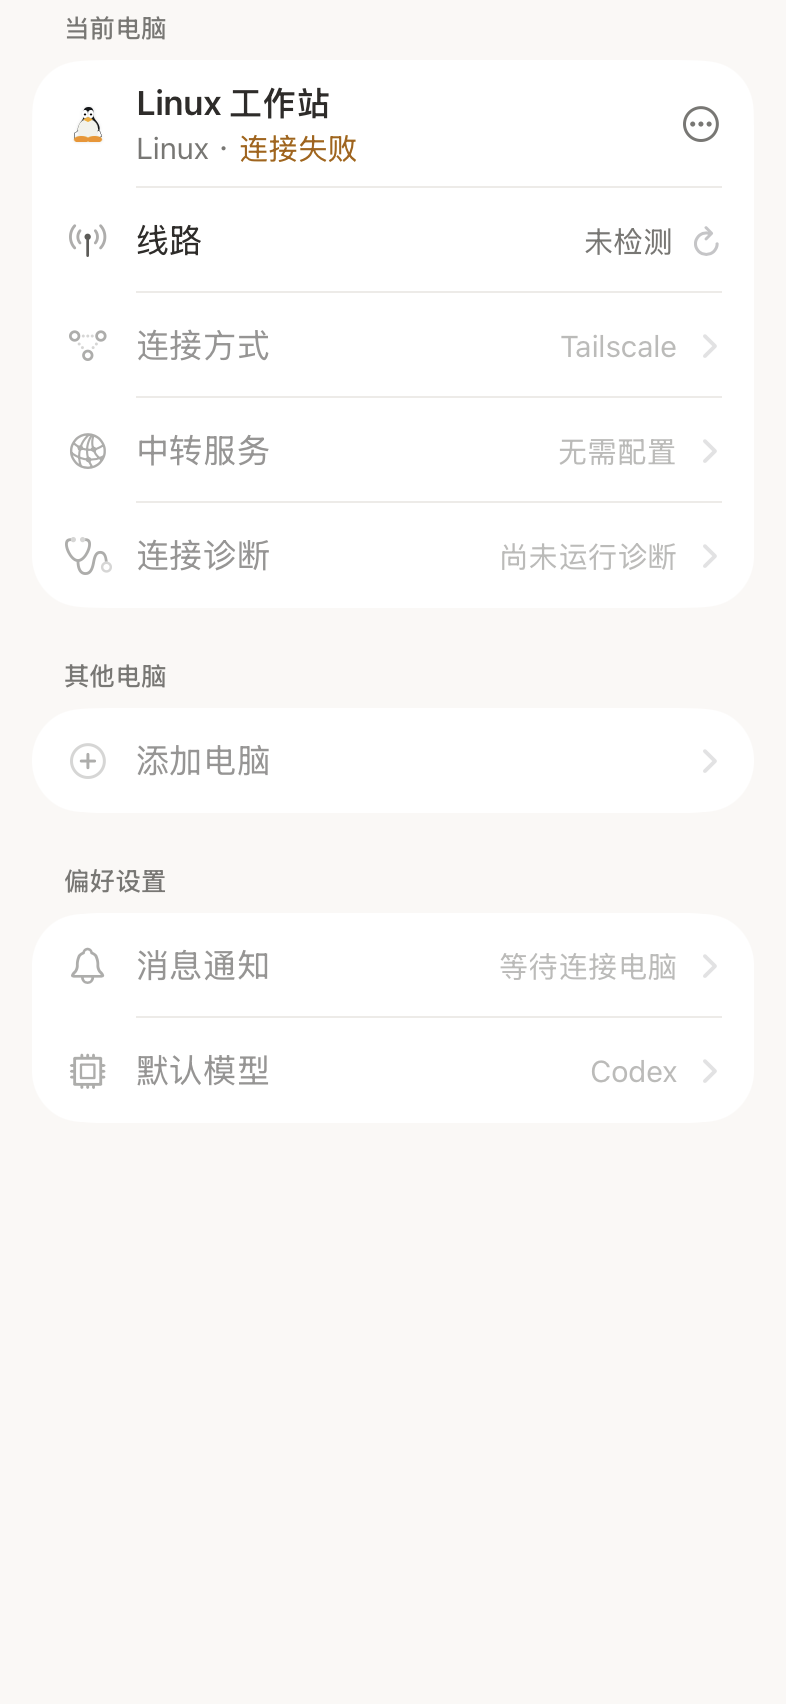 当前电脑
Linux 工作站
Linux · 连接失败
线路 未检测
连接方式 Tailscale
中转服务 无需配置
连接诊断 尚未运行诊断
其他电脑
添加电脑
偏好设置
消息通知 等待连接电脑
默认模型 Codex